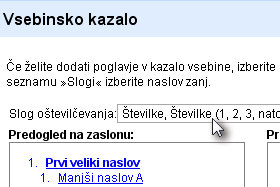 Vsebinsko kazalo
Če želite dodati poglavje v kazalo vsebine, izberite
seznamu »Slogi« izberite naslov zanj.
Slog oštevilčevanja: Številke, Številke (1, 2, 3, nato
Predogled na zaslonu:
1. Prvi veliki naslov
1. Manjši naslov A